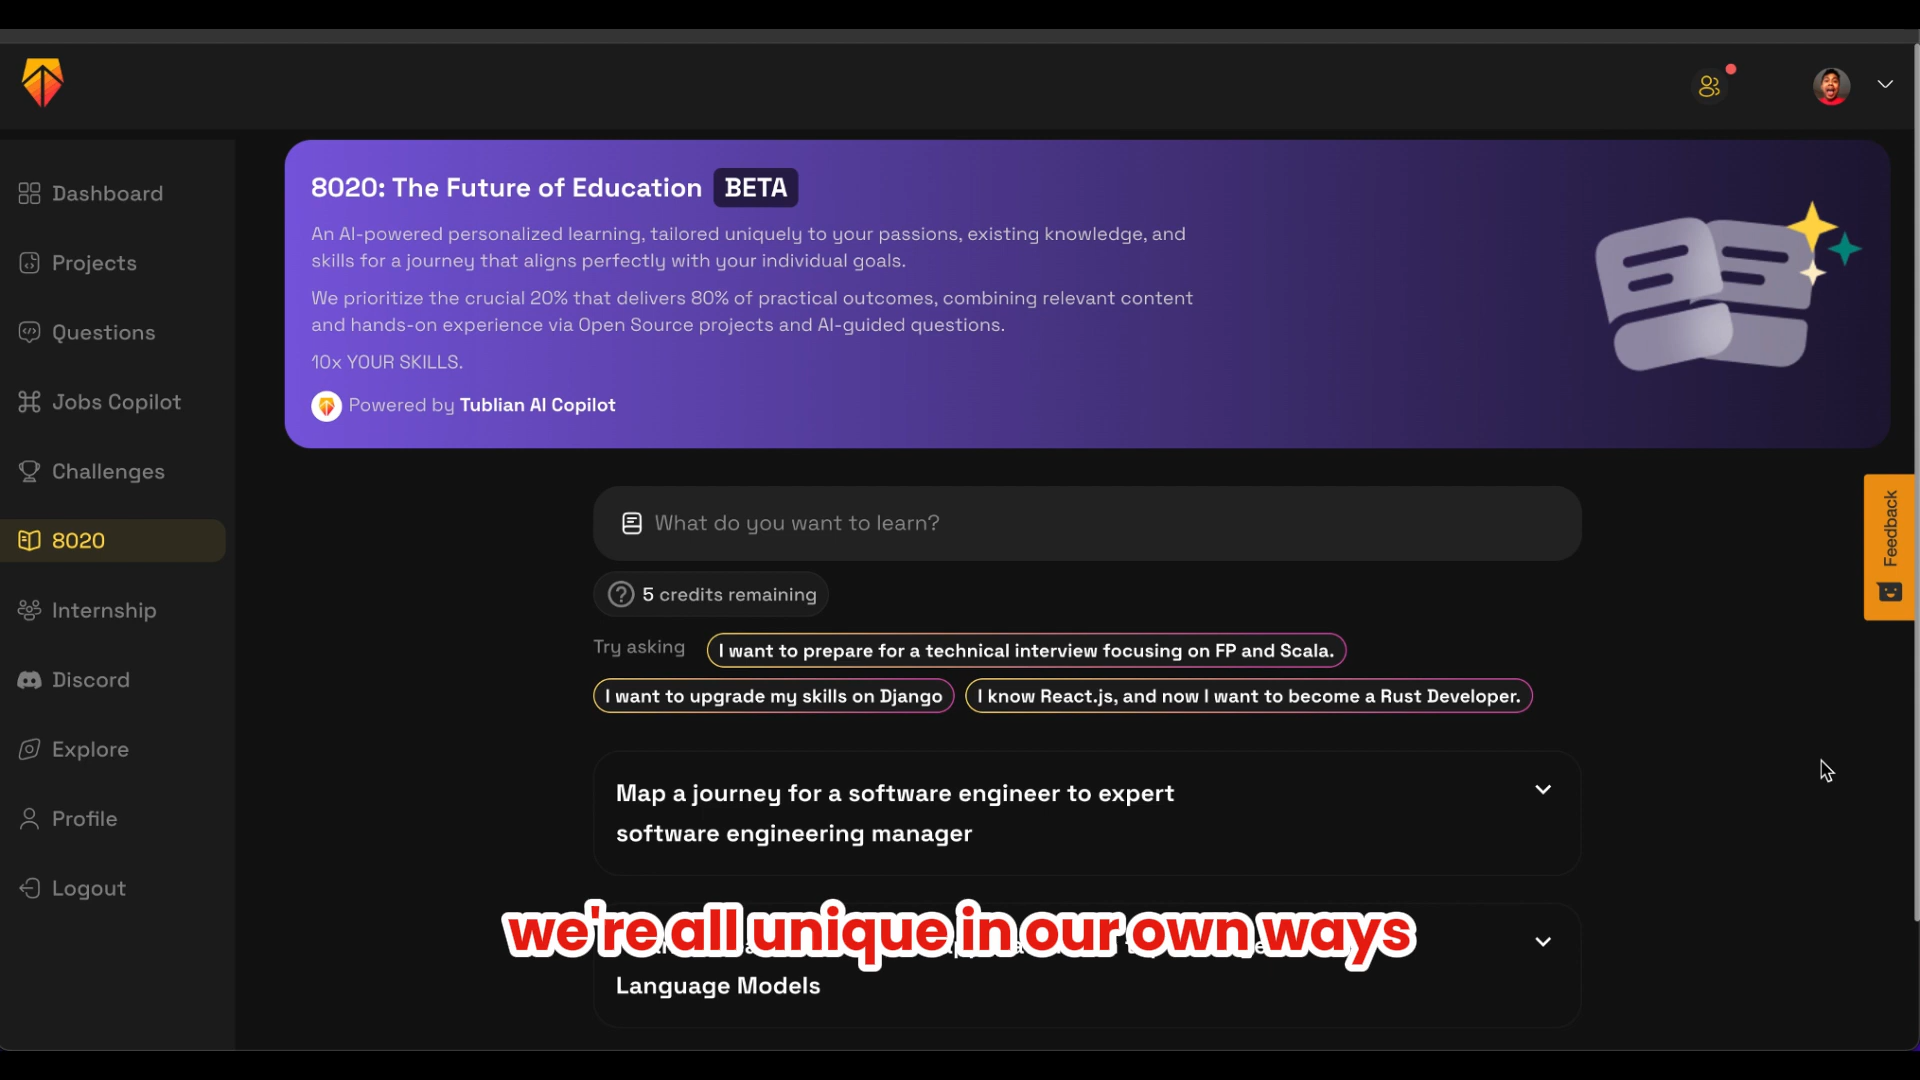 Dashboard
Projects
Questions
Jobs Copilot
Challenges
8020
Internship
Discord
Explore
Profile
Logout
8020: The Future of Education BETA
An AI-powered personalized learning, tailored uniquely to your passions, existing knowledge, and
skills for a journey that aligns perfectly with your individual goals.
We prioritize the crucial 20% that delivers 80% of practical outcomes, combining relevant content
and hands-on experience via Open Source projects and AI-guided questions.
10x YOUR SKILLS.
Powered by Tublian AI Copilot
What do you want to learn?
5 credits remaining
Try asking
I want to prepare for a technical interview focusing on FP and Scala.
I want to upgrade my skills on Django
I know React.js, and now I want to become a Rust Developer.
Map a journey for a software engineer to expert
software engineering manager
we're all unique in our own ways
Language Models
Feedback